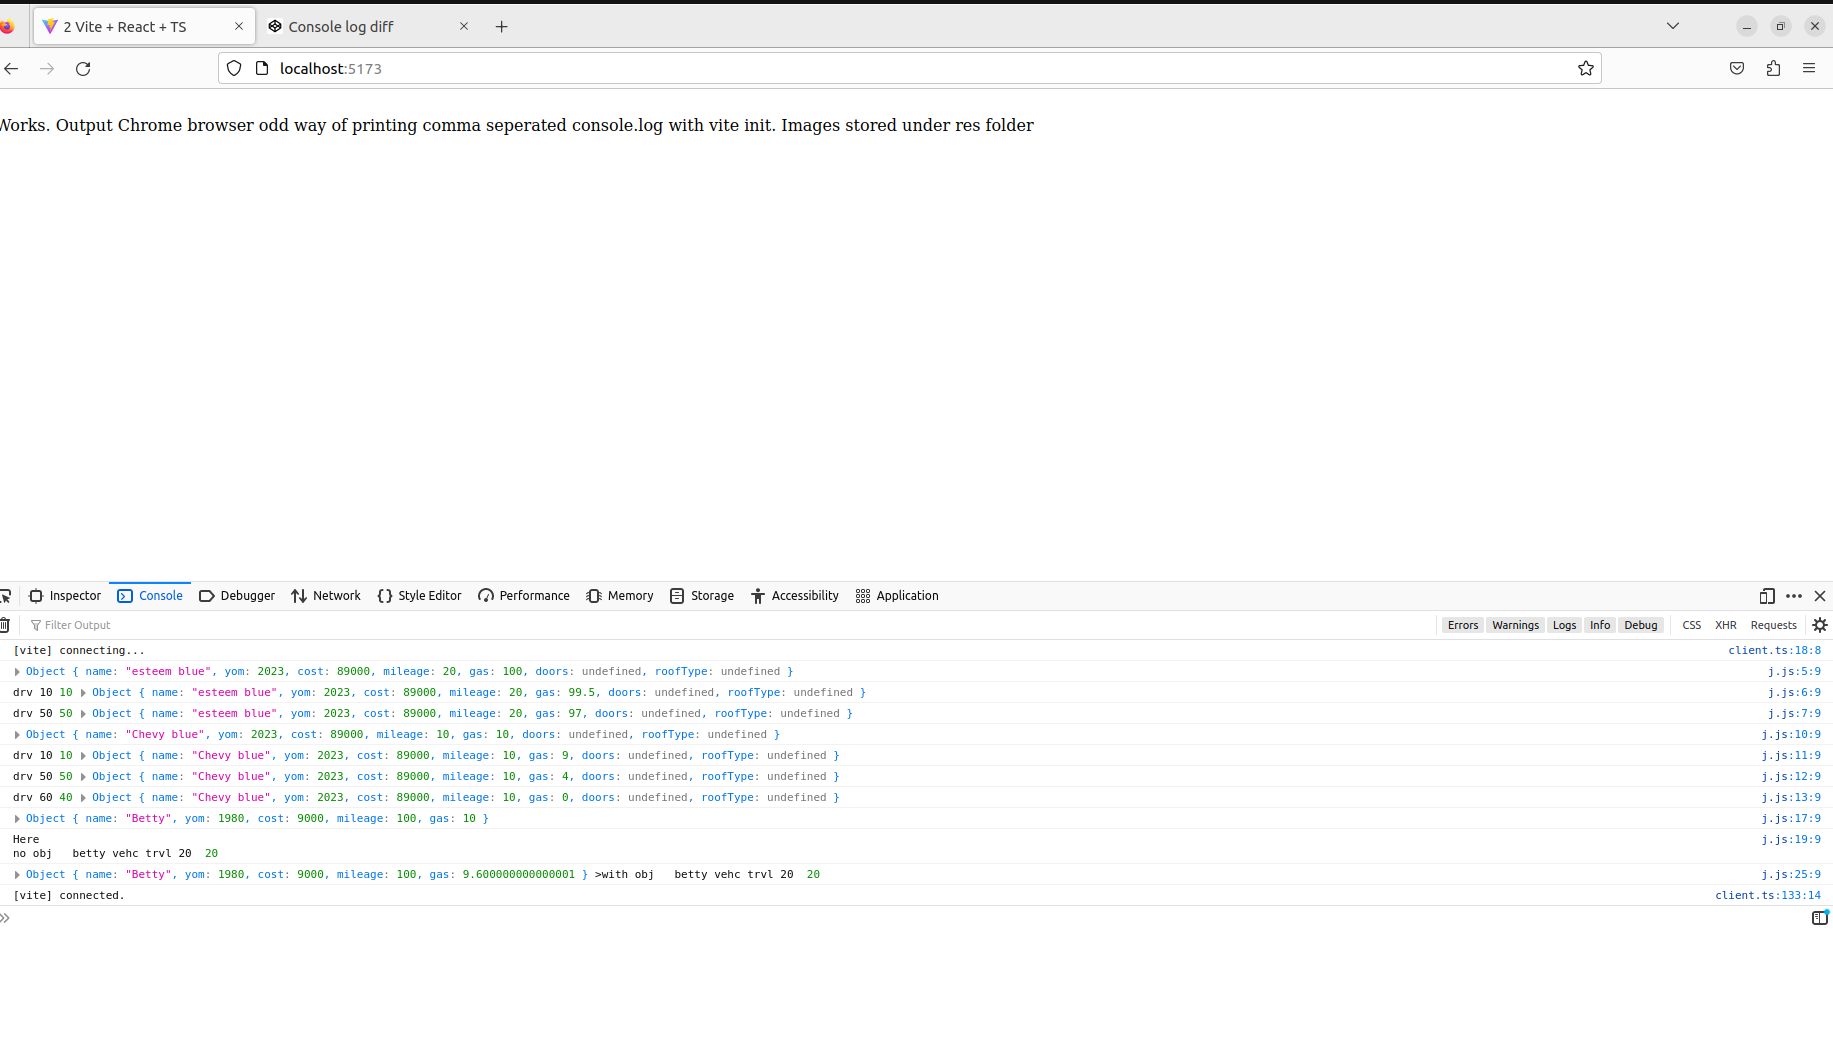 2 Vite + React + TS
Console log diff
localhost:5173
Works. Output Chrome browser odd way of printing comma seperated console.log with vite init. Images stored under res folder
Inspector Console Debugger Network Style Editor Performance Memory Storage Accessibility Application
Filter Output Errors Warnings Logs Info Debug CSS XHR Requests
[vite] connecting... client.ts:18:8
Object { name: "esteem blue", yom: 2023, cost: 89000, mileage: 20, gas: 100, doors: undefined, roofType: undefined } j.js:5:9
drv 10 10 Object { name: "esteem blue", yom: 2023, cost: 89000, mileage: 20, gas: 99.5, doors: undefined, roofType: undefined } j.js:6:9
drv 50 50 Object { name: "esteem blue", yom: 2023, cost: 89000, mileage: 20, gas: 97, doors: undefined, roofType: undefined } j.js:7:9
Object { name: "Chevy blue", yom: 2023, cost: 89000, mileage: 10, gas: 10, doors: undefined, roofType: undefined } j.js:10:9
drv 10 10 Object { name: "Chevy blue", yom: 2023, cost: 89000, mileage: 10, gas: 9, doors: undefined, roofType: undefined } j.js:11:9
drv 50 50 Object { name: "Chevy blue", yom: 2023, cost: 89000, mileage: 10, gas: 4, doors: undefined, roofType: undefined } j.js:12:9
drv 60 40 Object { name: "Chevy blue", yom: 2023, cost: 89000, mileage: 10, gas: 0, doors: undefined, roofType: undefined } j.js:13:9
Object { name: "Betty", yom: 1980, cost: 9000, mileage: 100, gas: 10 } j.js:17:9
Here j.js:19:9
no obj betty vehc trvl 20 20
Object { name: "Betty", yom: 1980, cost: 9000, mileage: 100, gas: 9.600000000000001 } >with obj betty vehc trvl 20 20 j.js:25:9
[vite] connected. client.ts:133:14